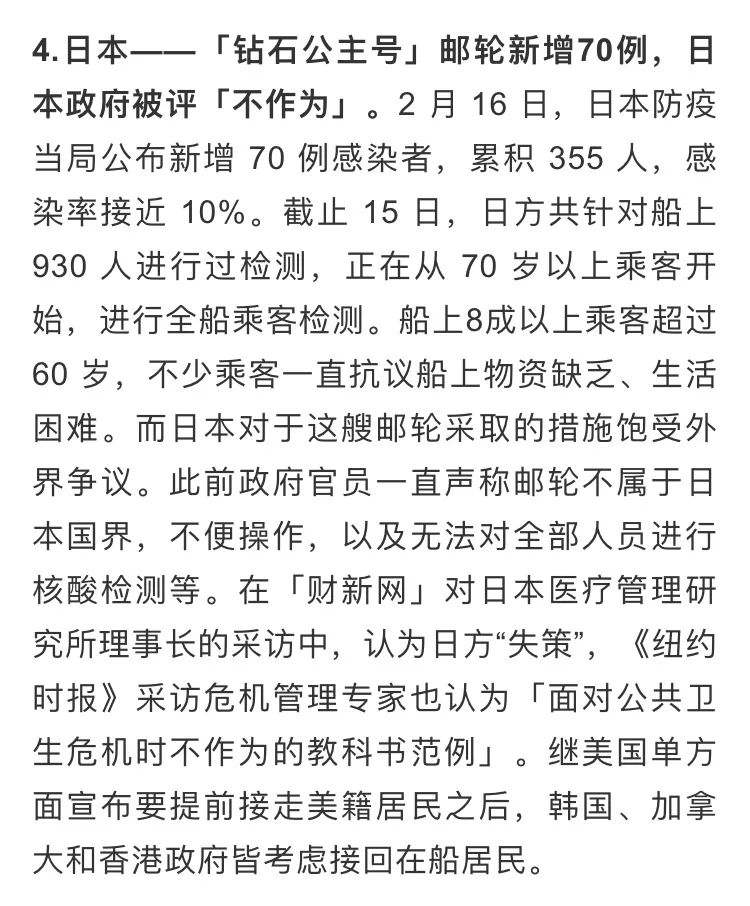 4.日本——「钻石公主号」邮轮新增70例，日
本政府被评「不作为」。2 月 16 日，日本防疫
当局公布新增 70 例感染者，累积 355 人，感
染率接近 10%。截止 15 日，日方共针对船上
930 人进行过检测，正在从 70 岁以上乘客开
始，进行全船乘客检测。船上8成以上乘客超过
60 岁，不少乘客一直抗议船上物资缺乏、生活
困难。而日本对于这艘邮轮采取的措施饱受外
界争议。此前政府官员一直声称邮轮不属于日
本国界，不便操作，以及无法对全部人员进行
核酸检测等。在「财新网」对日本医疗管理研
究所理事长的采访中，认为日方“失策”，《纽约
时报》采访危机管理专家也认为「面对公共卫
生危机时不作为的教科书范例」。继美国单方
面宣布要提前接走美籍居民之后，韩国、加拿
大和香港政府皆考虑接回在船居民。